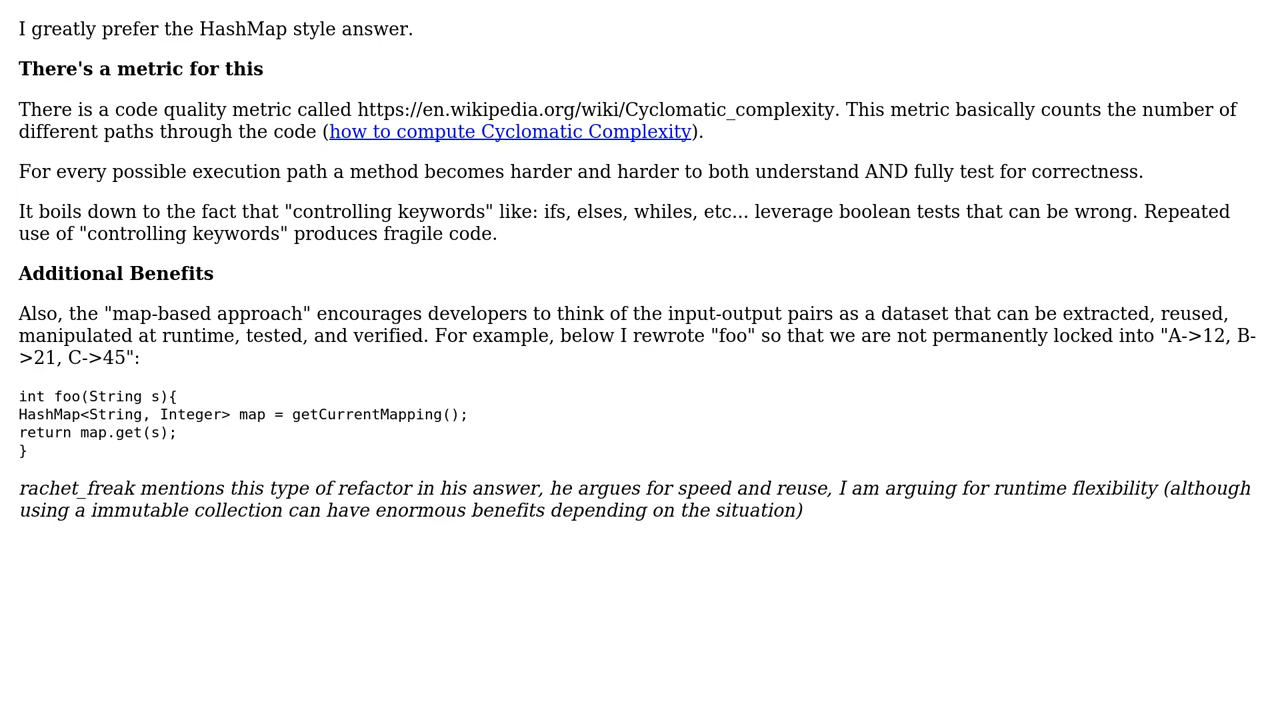 I greatly prefer the HashMap style answer.
There's a metric for this
There is a code quality metric called https://en.wikipedia.org/wiki/Cyclomatic_complexity. This metric basically counts the number of
different paths through the code (how to compute Cyclomatic Complexity).
For every possible execution path a method becomes harder and harder to both understand AND fully test for correctness.
It boils down to the fact that "controlling keywords" like: ifs, elses, whiles, etc... leverage boolean tests that can be wrong. Repeated
use of "controlling keywords" produces fragile code.
Additional Benefits
Also, the "map-based approach" encourages developers to think of the input-output pairs as a dataset that can be extracted, reused,
manipulated at runtime, tested, and verified. For example, below I rewrote "foo" so that we are not permanently locked into "A->12, B-
>21, C->45":
int foo(String s){
HashMap<String, Integer> map = getCurrentMapping();
return map.get(s);
}
rachet_freak mentions this type of refactor in his answer, he argues for speed and reuse, I am arguing for runtime flexibility (although
using a immutable collection can have enormous benefits depending on the situation)